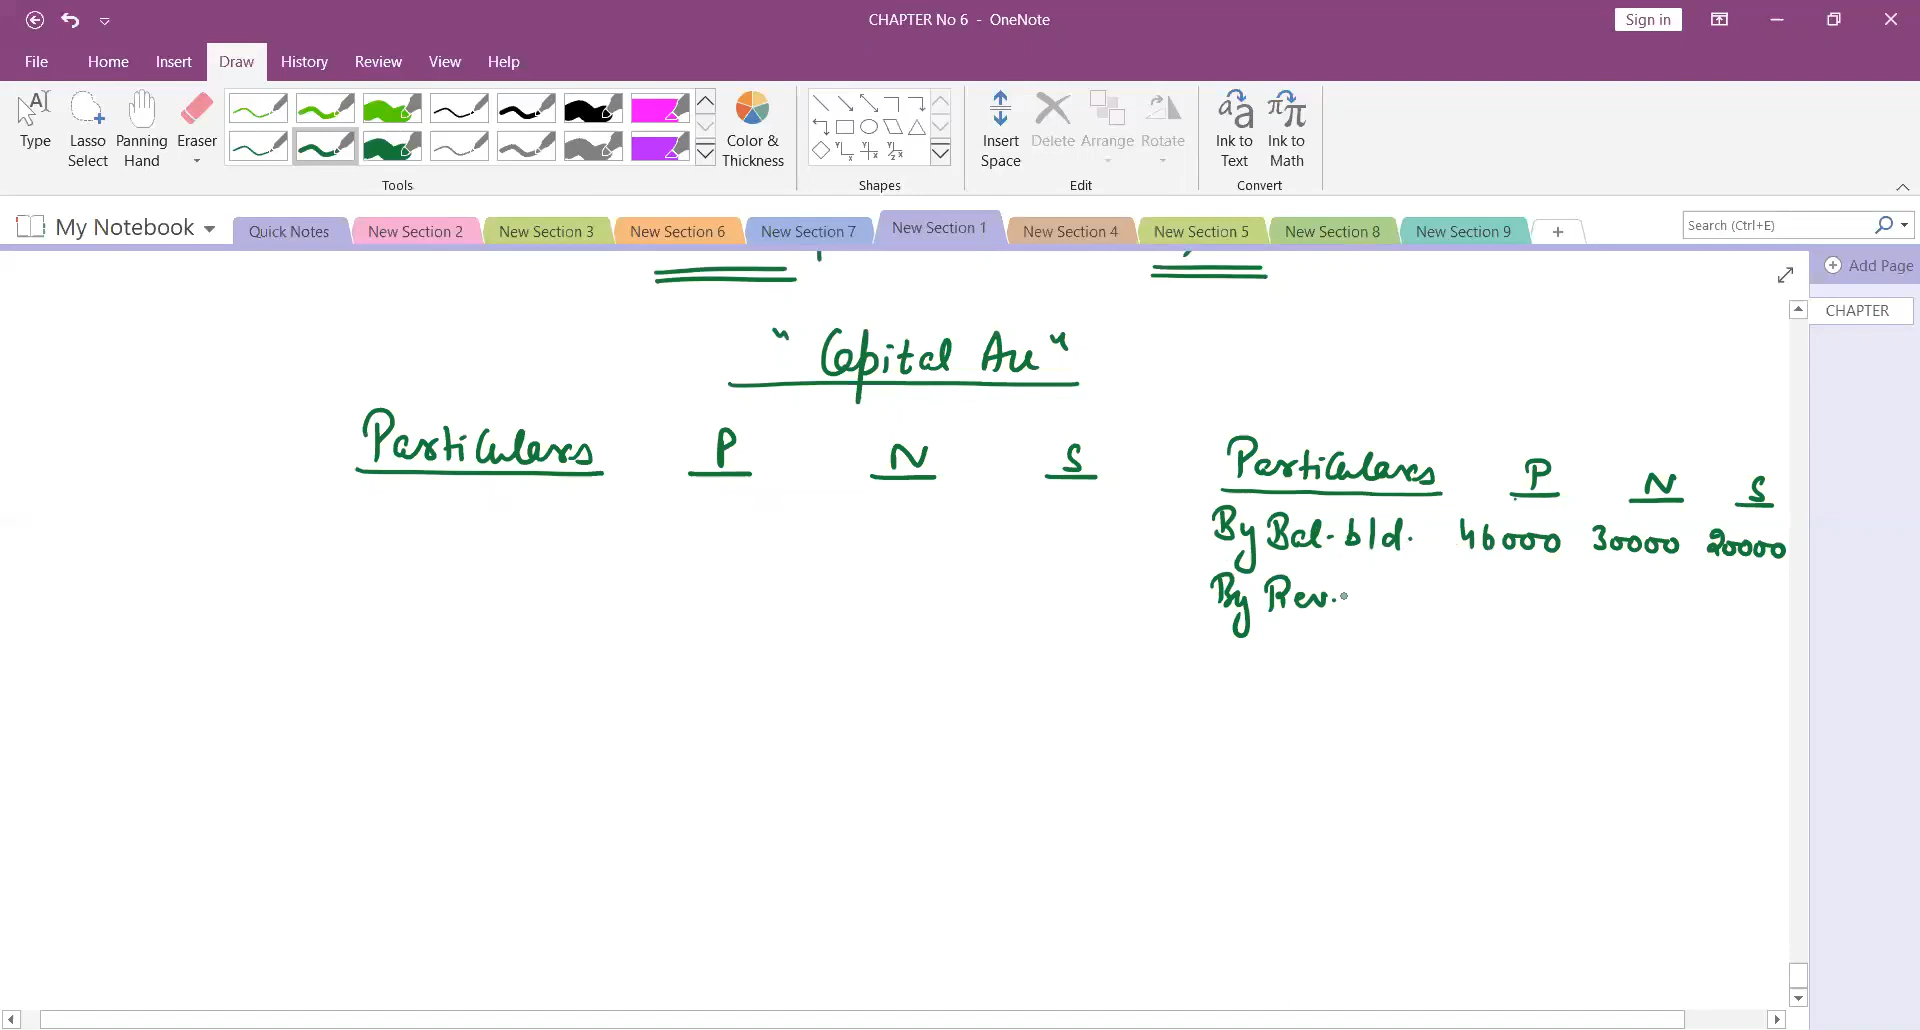 CHAPTER No 6 - OneNote
Sign in
File Home Insert Draw History Review View Help
Type
Lasso Select
Panning Hand
Eraser
Color & Thickness
Insert Space
Delete
Arrange
Rotate
Ink to Text
Ink to Math
Tools Shapes Edit Convert
My Notebook Quick Notes New Section 2 New Section 3 New Section 6 New Section 7 New Section 1 New Section 4 New Section 5 New Section 8 New Section 9
Search (Ctrl+E)
Add Page
CHAPTER
" Capital Acc "
Particulars P N S Particulars P N S
By Bal. b/d. 46000 30000 20000
By Rev.